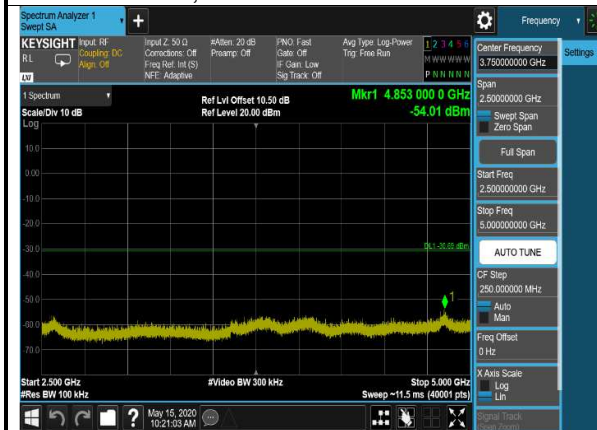 Spectrum Analyzer 1
Swept SA
Frequency
KEYSIGHT
RL
LXI
Input: RF
Coupling: DC
Align: Off
Input Z: 50 Ω
Corrections: Off
Freq Ref: Int (S)
NFE: Adaptive
#Atten: 20 dB
Preamp: Off
PNO: Fast
Gate: Off
IF Gain: Low
Sig Track: Off
Avg Type: Log-Power
Trig: Free Run
1 2 3 4 5 6
M W W W W W
P N N N N N
1 Spectrum
Scale/Div 10 dB
Log
Ref Lvl Offset 10.50 dB
Ref Level 20.00 dBm
Mkr1 4.853 000 0 GHz
-54.01 dBm
10.0
0.00
-10.0
-20.0
-30.0
-40.0
-50.0
-60.0
-70.0
1
Start 2.500 GHz
#Res BW 100 kHz
#Video BW 300 kHz
Stop 5.000 GHz
Sweep ~11.5 ms (40001 pts)
May 15, 2020
10:21:03 AM
Center Frequency
3.750000000 GHz
Settings
Span
2.50000000 GHz
Swept Span
Zero Span
Full Span
Start Freq
2.500000000 GHz
Stop Freq
5.000000000 GHz
AUTO TUNE
CF Step
250.000000 MHz
Auto
Man
Freq Offset
0 Hz
X Axis Scale
Log
Lin
Signal Track
(Span Zoom)